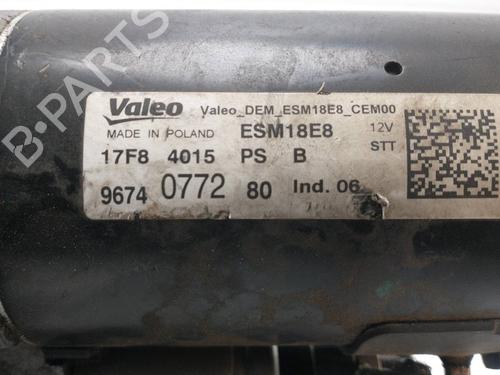 Valeo Valeo_DEM_ESM18E8_CEM00
MADE IN POLAND ESM18E8 12V
17F8 4015 PS B STT
9674 0772 80 Ind. 06
B-PARTS